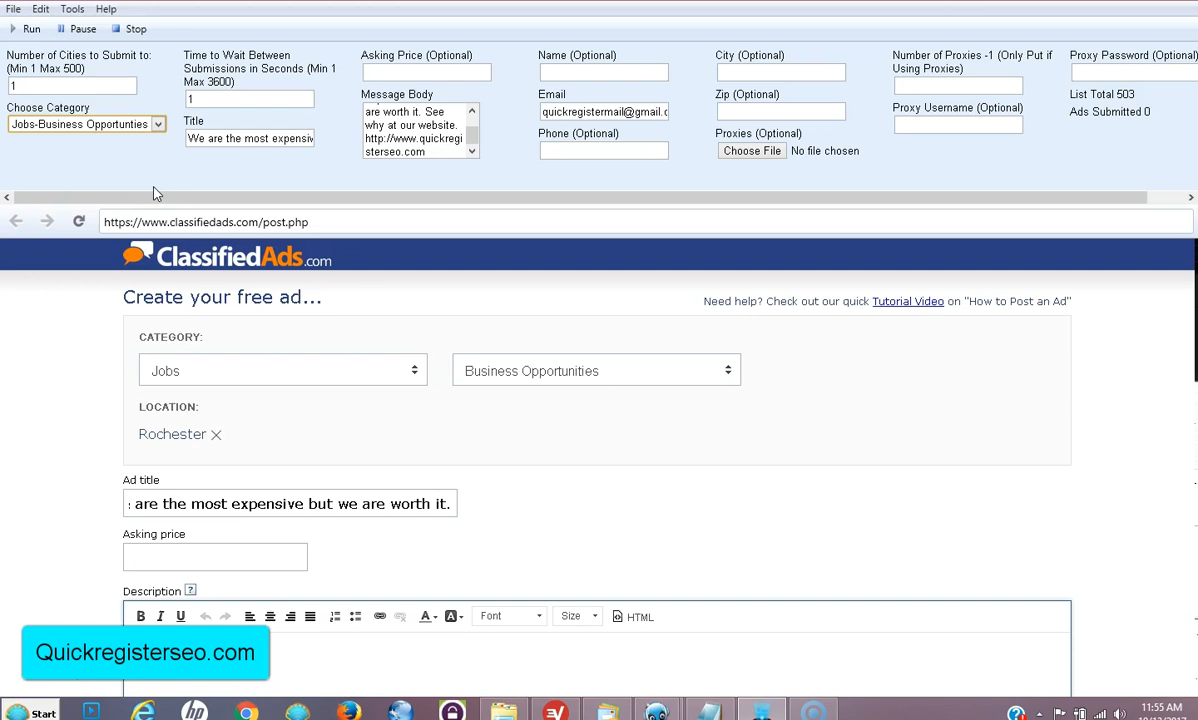 File Edit Tools Help
Run Pause Stop
Number of Cities to Submit to: (Min 1 Max 500)
1
Choose Category
Jobs-Business Opportunties
Time to Wait Between Submissions in Seconds (Min 1 Max 3600)
1
Title
We are the most expensiv
Asking Price (Optional)
Message Body
are worth it. See
why at our website.
http://www.quickregi
sterseo.com
Name (Optional)
Email
quickregistermail@gmail.c
Phone (Optional)
City (Optional)
Zip (Optional)
Proxies (Optional)
Choose File No file chosen
Number of Proxies -1 (Only Put if Using Proxies)
Proxy Username (Optional)
Proxy Password (Optional)
List Total 503
Ads Submitted 0
https://www.classifiedads.com/post.php
ClassifiedAds.com
Create your free ad...
Need help? Check out our quick Tutorial Video on "How to Post an Ad"
CATEGORY:
Jobs Business Opportunities
LOCATION:
Rochester
Ad title
are the most expensive but we are worth it.
Asking price
Description ?
B I U A A Font Size HTML
Quickregisterseo.com
Start
hp
11:55 AM